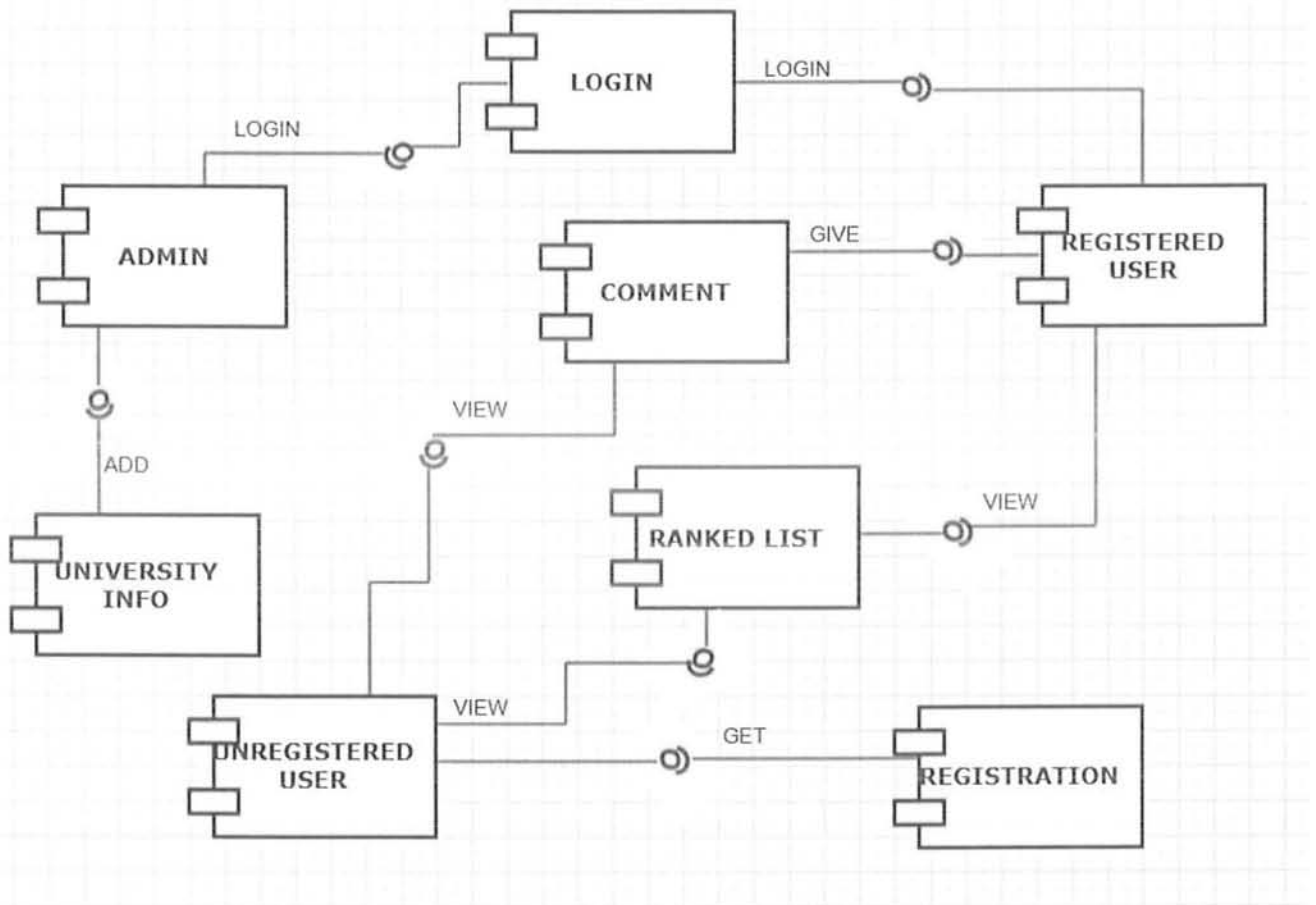 LOGIN
LOGIN
LOGIN
ADMIN
GIVE
REGISTERED
USER
COMMENT
VIEW
ADD
VIEW
RANKED LIST
UNIVERSITY
INFO
VIEW
GET
UNREGISTERED
USER
REGISTRATION